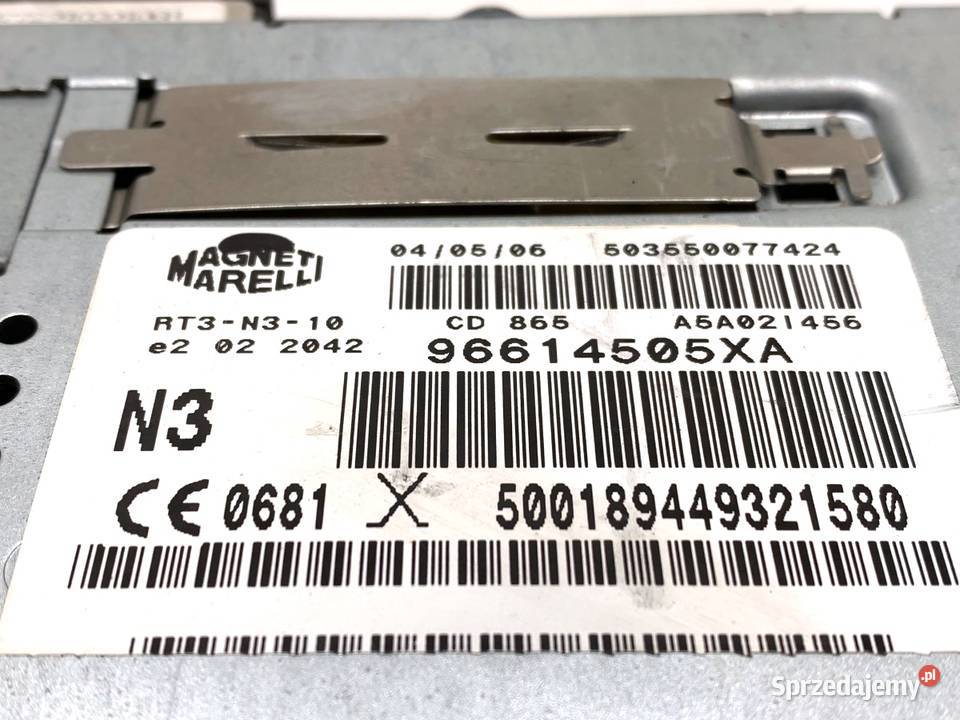 MAGNETI
MARELLI
04/05/06 503550077424
RT3-N3-10 CD 865 A5A021456
e2 02 2042 96614505XA
N3
CE 0681 500189449321580
Sprzedajemy.pl